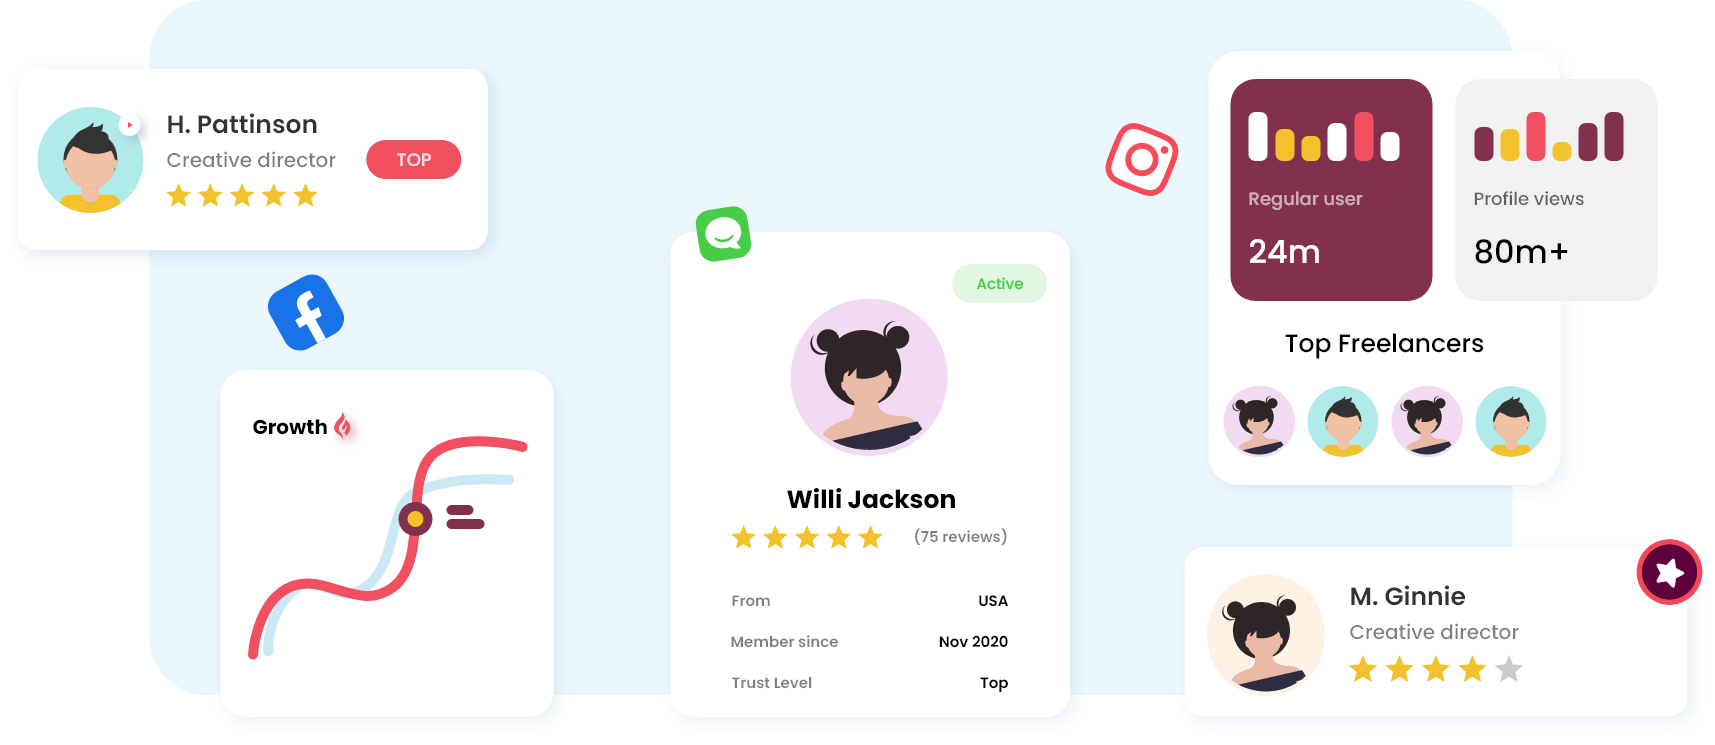 H. Pattinson
Creative director
TOP
Growth
Active
Willi Jackson
(75 reviews)
From USA
Member since Nov 2020
Trust Level Top
Regular user
24m
Profile views
80m+
Top Freelancers
M. Ginnie
Creative director